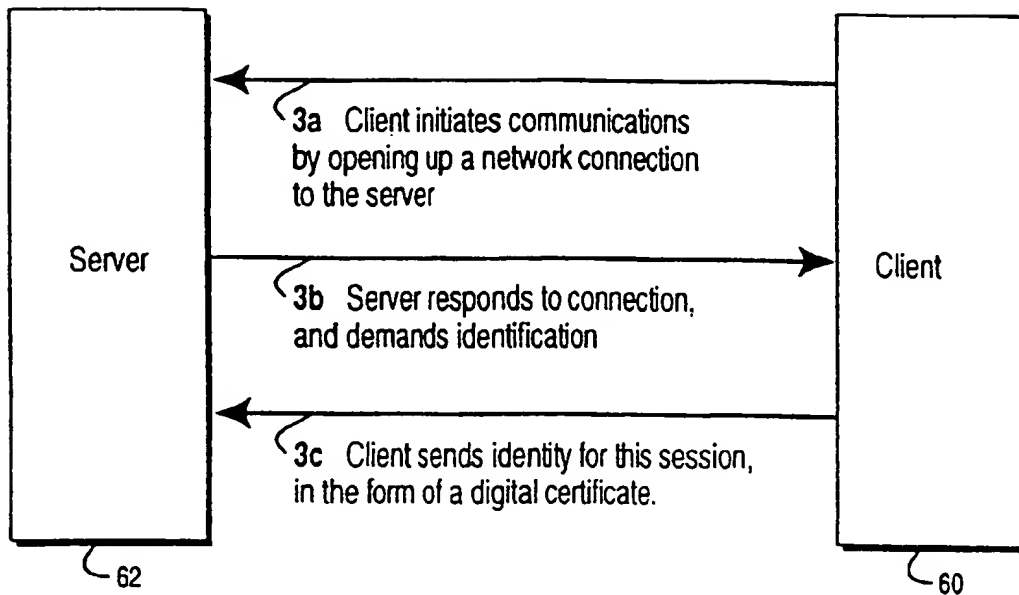 3a Client initiates communications
by opening up a network connection
to the server
Server
Client
3b Server responds to connection,
and demands identification
3c Client sends identity for this session,
in the form of a digital certificate.
62
60